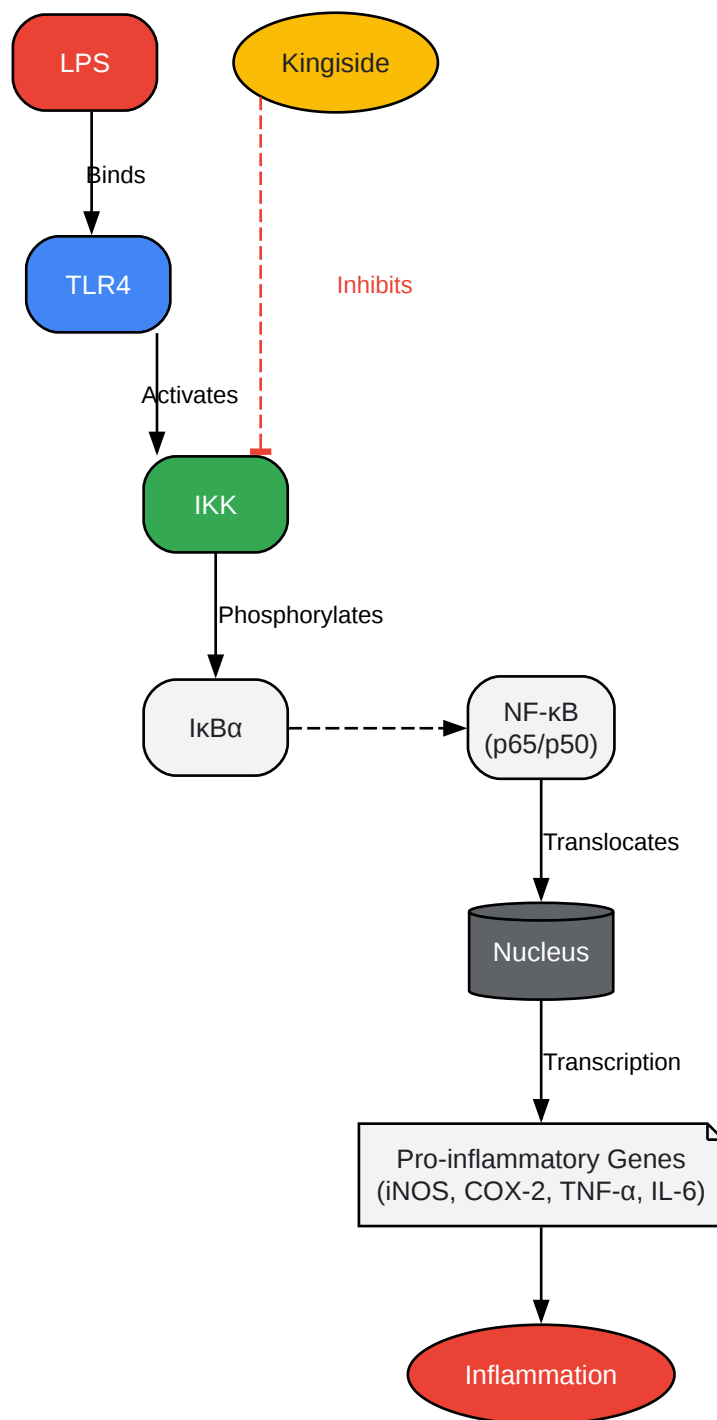 LPS
Kingiside
Binds
TLR4
Inhibits
Activates
IKK
Phosphorylates
IκBα
NF-κB
(p65/p50)
Translocates
Nucleus
Transcription
Pro-inflammatory Genes
(iNOS, COX-2, TNF-α, IL-6)
Inflammation